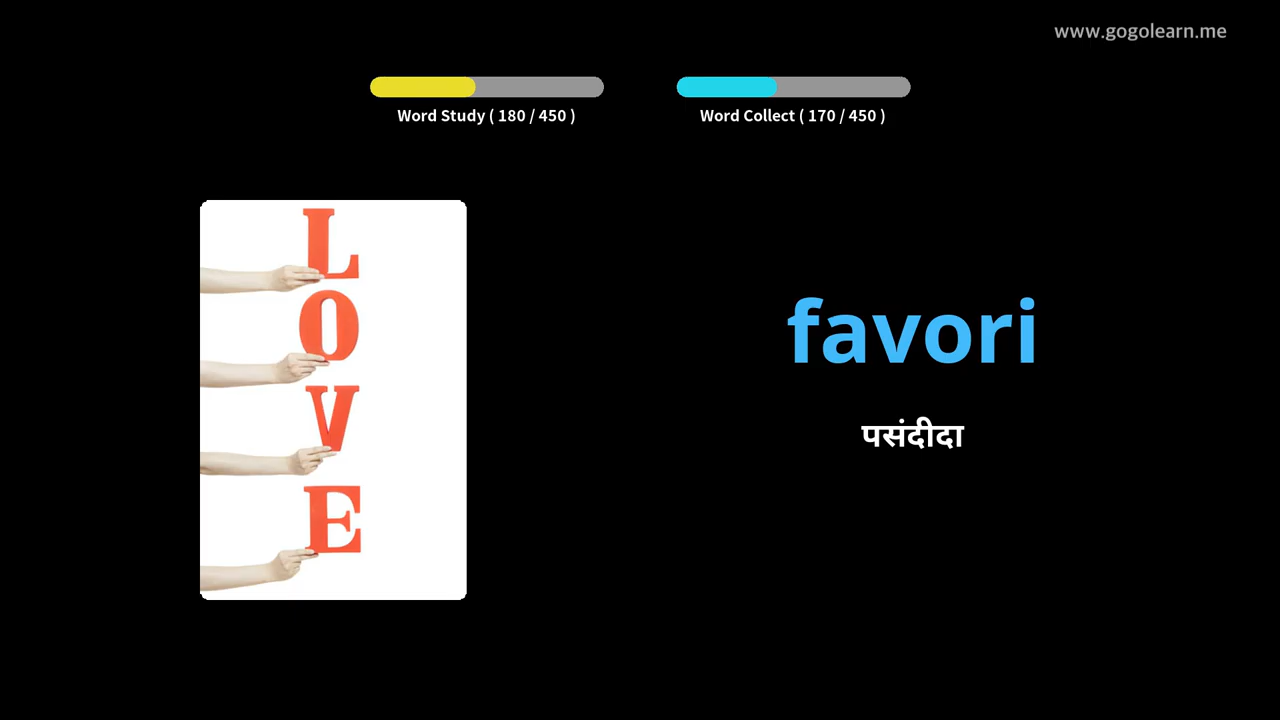 www.gogolearn.me
Word Study ( 180 / 450 )
Word Collect ( 170 / 450 )
L
O
V
E
favori
पसंदीदा